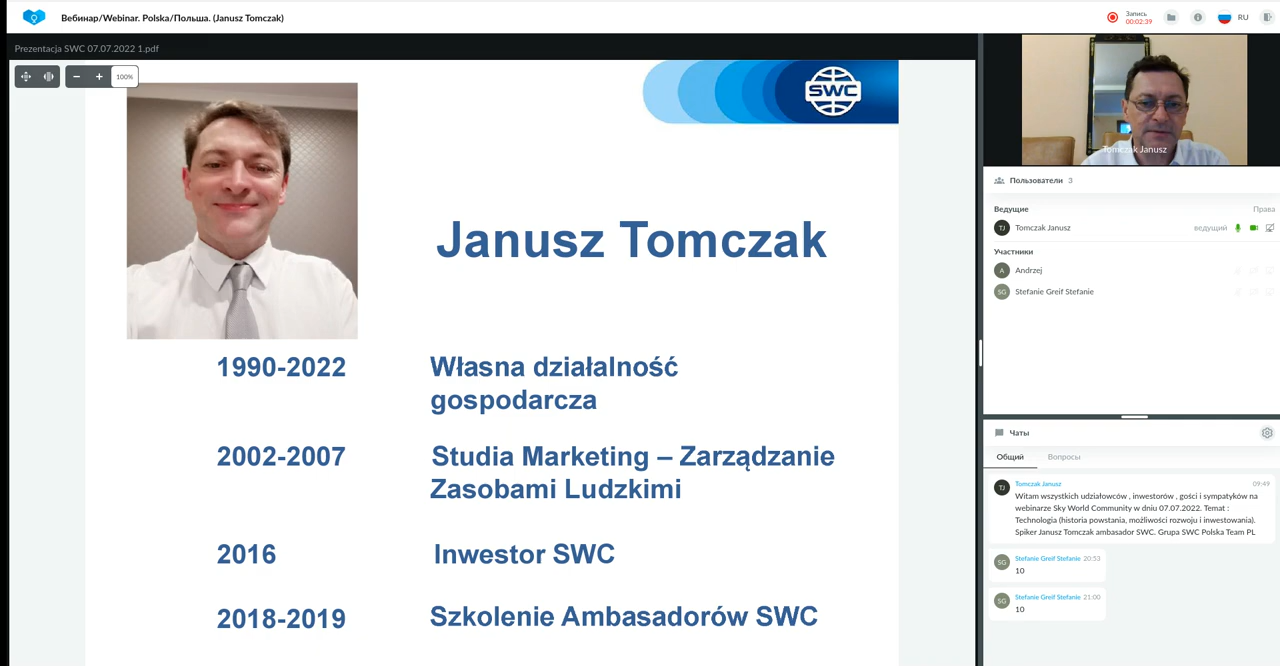 Вебинар/Webinar. Polska/Польша. (Janusz Tomczak)
Запись
00:02:39
RU
Prezentacja SWC 07.07.2022 1.pdf
100%
SWC
Janusz Tomczak
1990-2022 Własna działalność
gospodarcza
2002-2007 Studia Marketing – Zarządzanie
Zasobami Ludzkimi
2016 Inwestor SWC
2018-2019 Szkolenie Ambasadorów SWC
Tomczak Janusz
Пользователи 3
Ведущие Права
TJ Tomczak Janusz ведущий
Участники
A Andrzej
SG Stefanie Greif Stefanie
Чаты
Общий Вопросы
TJ Tomczak Janusz 09:49
Witam wszystkich udziałowców , inwestorów , gości i sympatyków na
webinarze Sky World Community w dniu 07.07.2022. Temat :
Technologia (historia powstania, możliwości rozwoju i inwestowania).
Spiker Janusz Tomczak ambasador SWC. Grupa SWC Polska Team PL
SG Stefanie Greif Stefanie 20:53
10
SG Stefanie Greif Stefanie 21:00
10